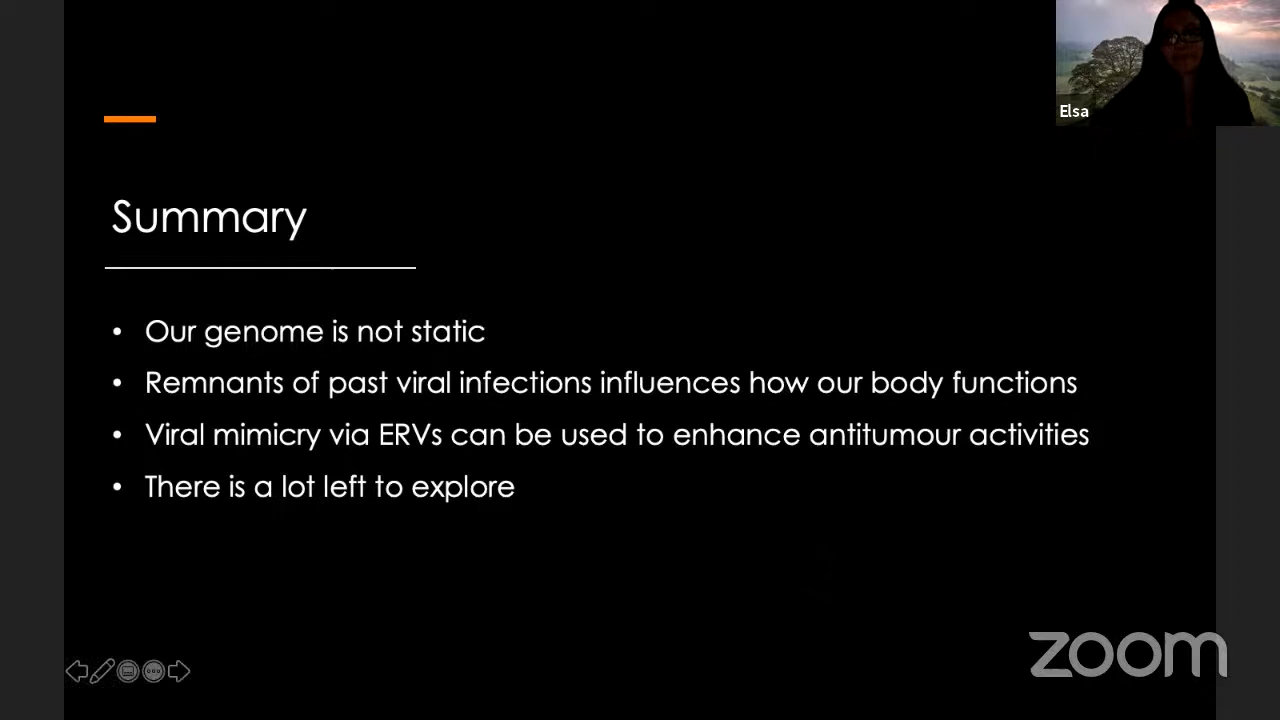 Elsa
Summary
• Our genome is not static
• Remnants of past viral infections influences how our body functions
• Viral mimicry via ERVs can be used to enhance antitumour activities
• There is a lot left to explore
zoom